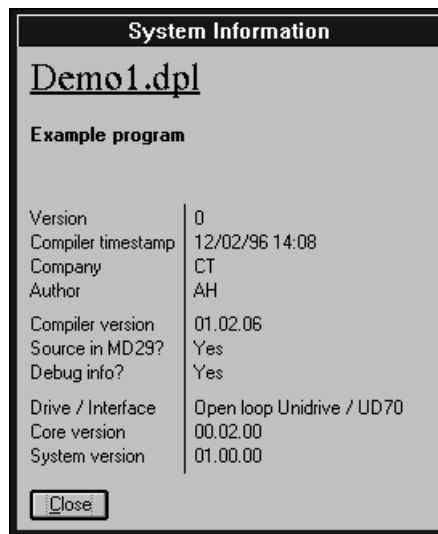 System Information
Demo1.dpl
Example program
Version 0
Compiler timestamp 12/02/96 14:08
Company CT
Author AH
Compiler version 01.02.06
Source in MD29? Yes
Debug info? Yes
Drive / Interface Open loop Unidrive / UD70
Core version 00.02.00
System version 01.00.00
Close